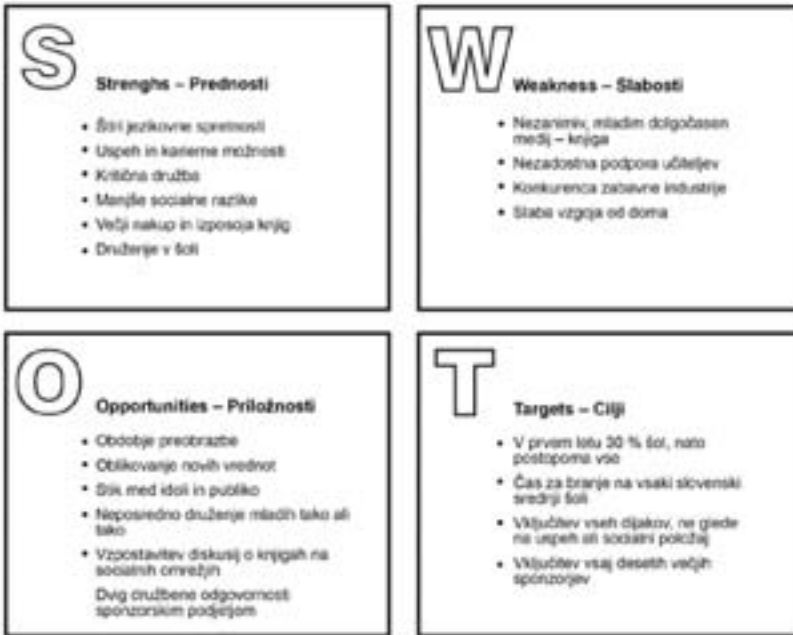 S
Strenghs – Prednosti
• Štiri jezikovne spretnosti
• Uspeh in karierne možnosti
• Kritična družba
• Manjše socialne razlike
• Večji nakup in izposoja knjig
• Druženje v šoli
W
Weakness – Slabosti
• Nezanimiv, mladim dolgočasen
medij – knjiga
• Nezadostna podpora učiteljev
• Konkurenca zabavne industrije
• Slaba vzgoja od doma
O
Opportunities – Priložnosti
• Obdobje preobrazbe
• Oblikovanje novih vrednot
• Stik med idoli in publiko
• Neposredno druženje mladih tako ali
tako
• Vzpostavitev diskusij o knjigah na
socialnih omrežjih
Dvig družbene odgovornosti
sponzorskim podjetjem
T
Targets – Cilji
• V prvem letu 30 % šol, nato
postopoma vse
• Čas za branje na vsaki slovenski
srednji šoli
• Vključitev vseh dijakov, ne glede
na uspeh ali socialni položaj
• Vključitev vsaj desetih večjih
sponzorjev